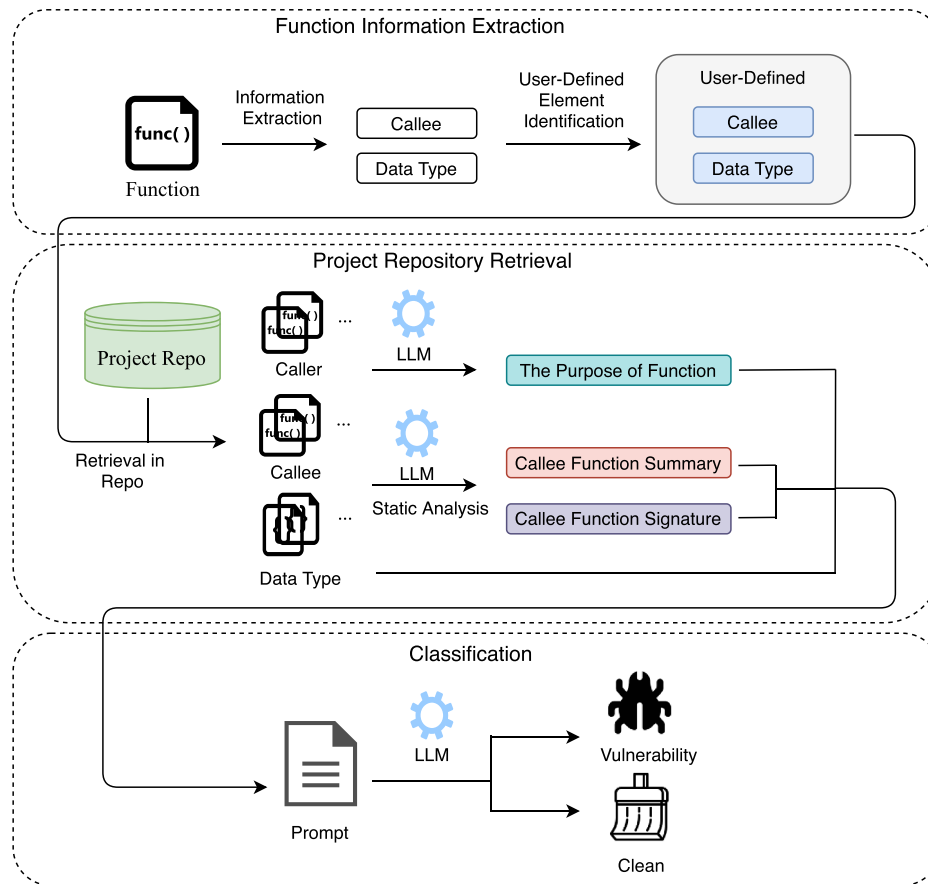 Function Information Extraction
func( )
Function
Information
Extraction
Callee
Data Type
User-Defined
Element
Identification
User-Defined
Callee
Data Type
Project Repository Retrieval
Project Repo
Retrieval in
Repo
func( )
func( )
...
Caller
LLM
The Purpose of Function
func( )
func( )
...
Callee
LLM
Static Analysis
Callee Function Summary
Callee Function Signature
...
Data Type
Classification
Prompt
LLM
Vulnerability
Clean